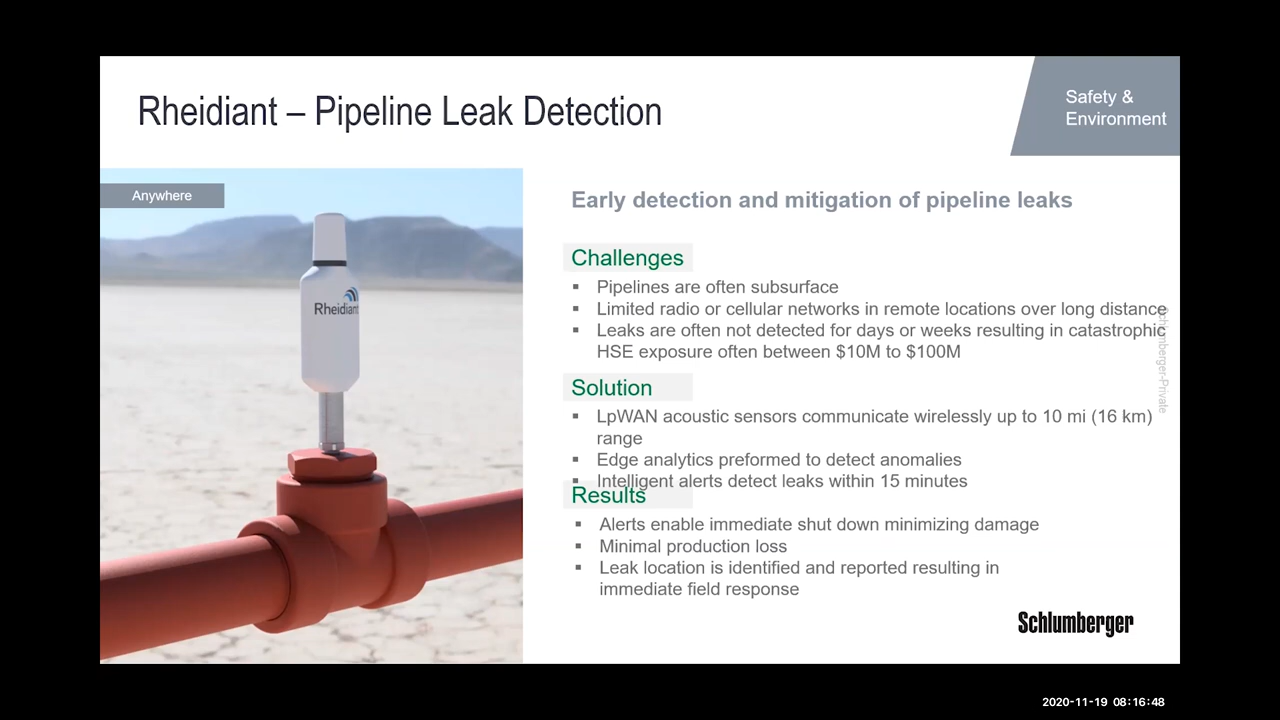 Rheidiant – Pipeline Leak Detection
Safety &
Environment
Anywhere
Rheidiant
Early detection and mitigation of pipeline leaks
Challenges
▪ Pipelines are often subsurface
▪ Limited radio or cellular networks in remote locations over long distance
▪ Leaks are often not detected for days or weeks resulting in catastrophic
HSE exposure often between $10M to $100M
Solution
▪ LpWAN acoustic sensors communicate wirelessly up to 10 mi (16 km)
range
▪ Edge analytics preformed to detect anomalies
▪ Intelligent alerts detect leaks within 15 minutes
Results
▪ Alerts enable immediate shut down minimizing damage
▪ Minimal production loss
▪ Leak location is identified and reported resulting in
immediate field response
Schlumberger-Private
Schlumberger
2020-11-19 08:16:48